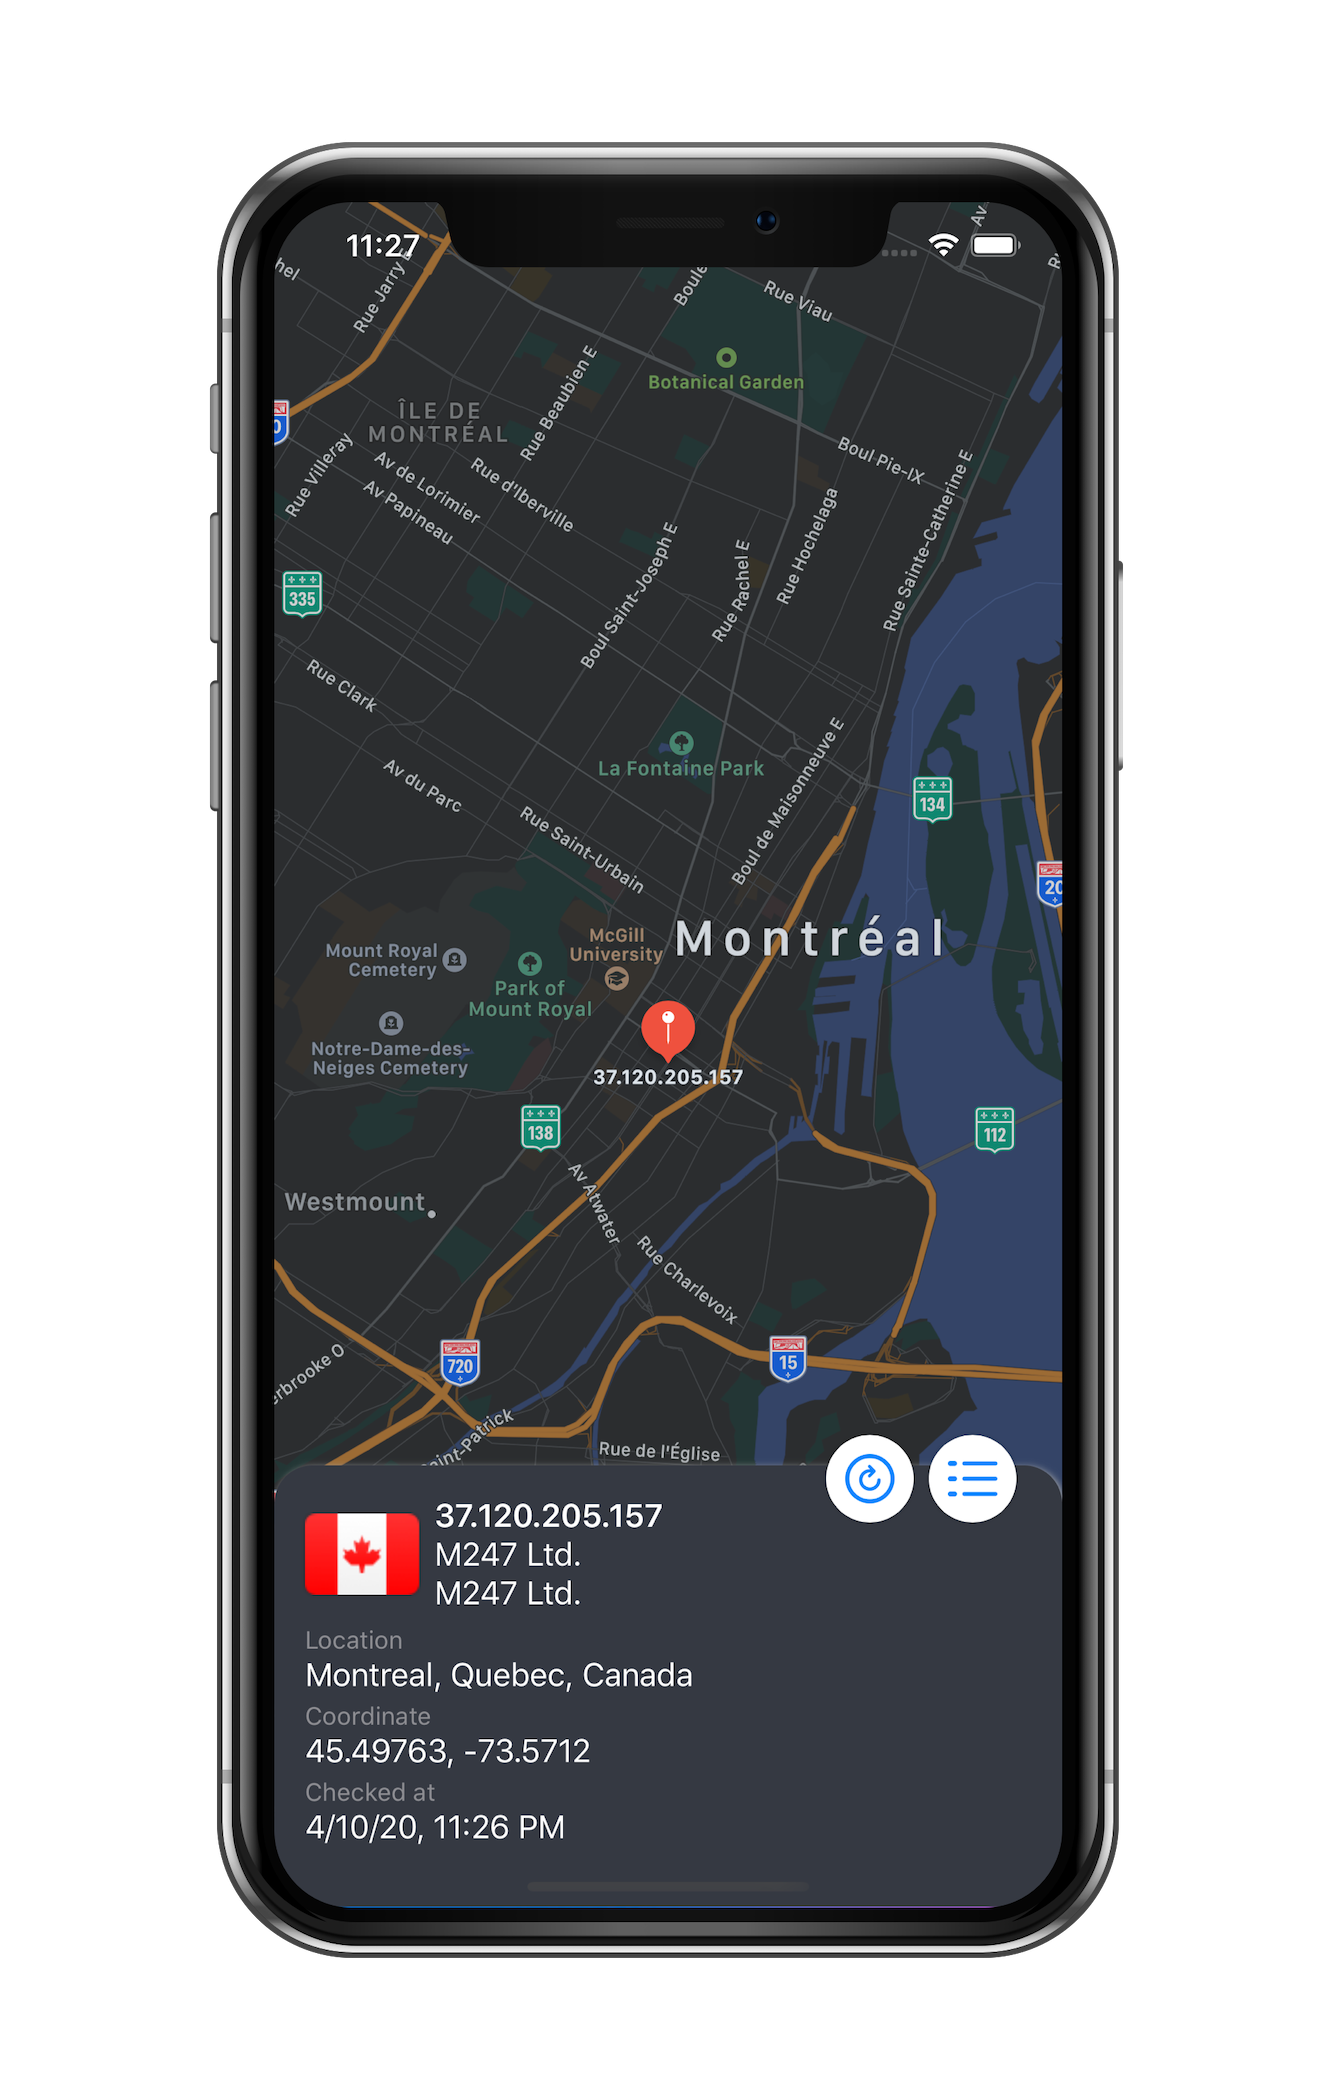 11:27
Rue Jarry E
Boule
Rue Viau
Av
Botanical Garden
ÎLE DE
MONTRÉAL
Rue Beaubien E
Boul Pie-IX
Rue Villeray
Av de Lorimier
Rue d'Iberville
Av Papineau
Rue Sainte-Catherine E
Rue Hochelaga
Rue Rachel E
Boul Saint-Joseph E
335
Rue Clark
La Fontaine Park
Av du Parc
Boul de Maisonneuve E
134
Rue Saint-Urbain
20
McGill
University
Montréal
Mount Royal
Cemetery
Park of
Mount Royal
Notre-Dame-des-
Neiges Cemetery
37.120.205.157
138
112
Av Atwater
Westmount
Rue Charlevoix
720
15
erbrooke O
aint-Patrick
Rue de l'Église
37.120.205.157
M247 Ltd.
M247 Ltd.
Location
Montreal, Quebec, Canada
Coordinate
45.49763, -73.5712
Checked at
4/10/20, 11:26 PM